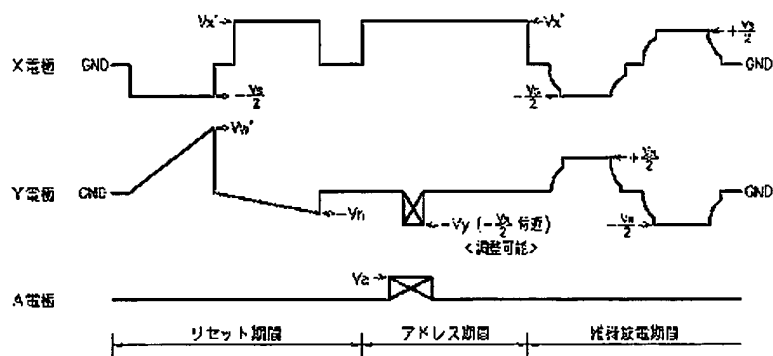 Vx' Vx' +Vs/2
X電極 GND GND
-Vs/2 -Vs/2
Vw' +Vs/2
Y電極 GND GND
-Vn -Vy (-Vs/2 付近) -Vs/2
<調整可能>
Va
A電極
リセット期間 アドレス期間 維持放電期間